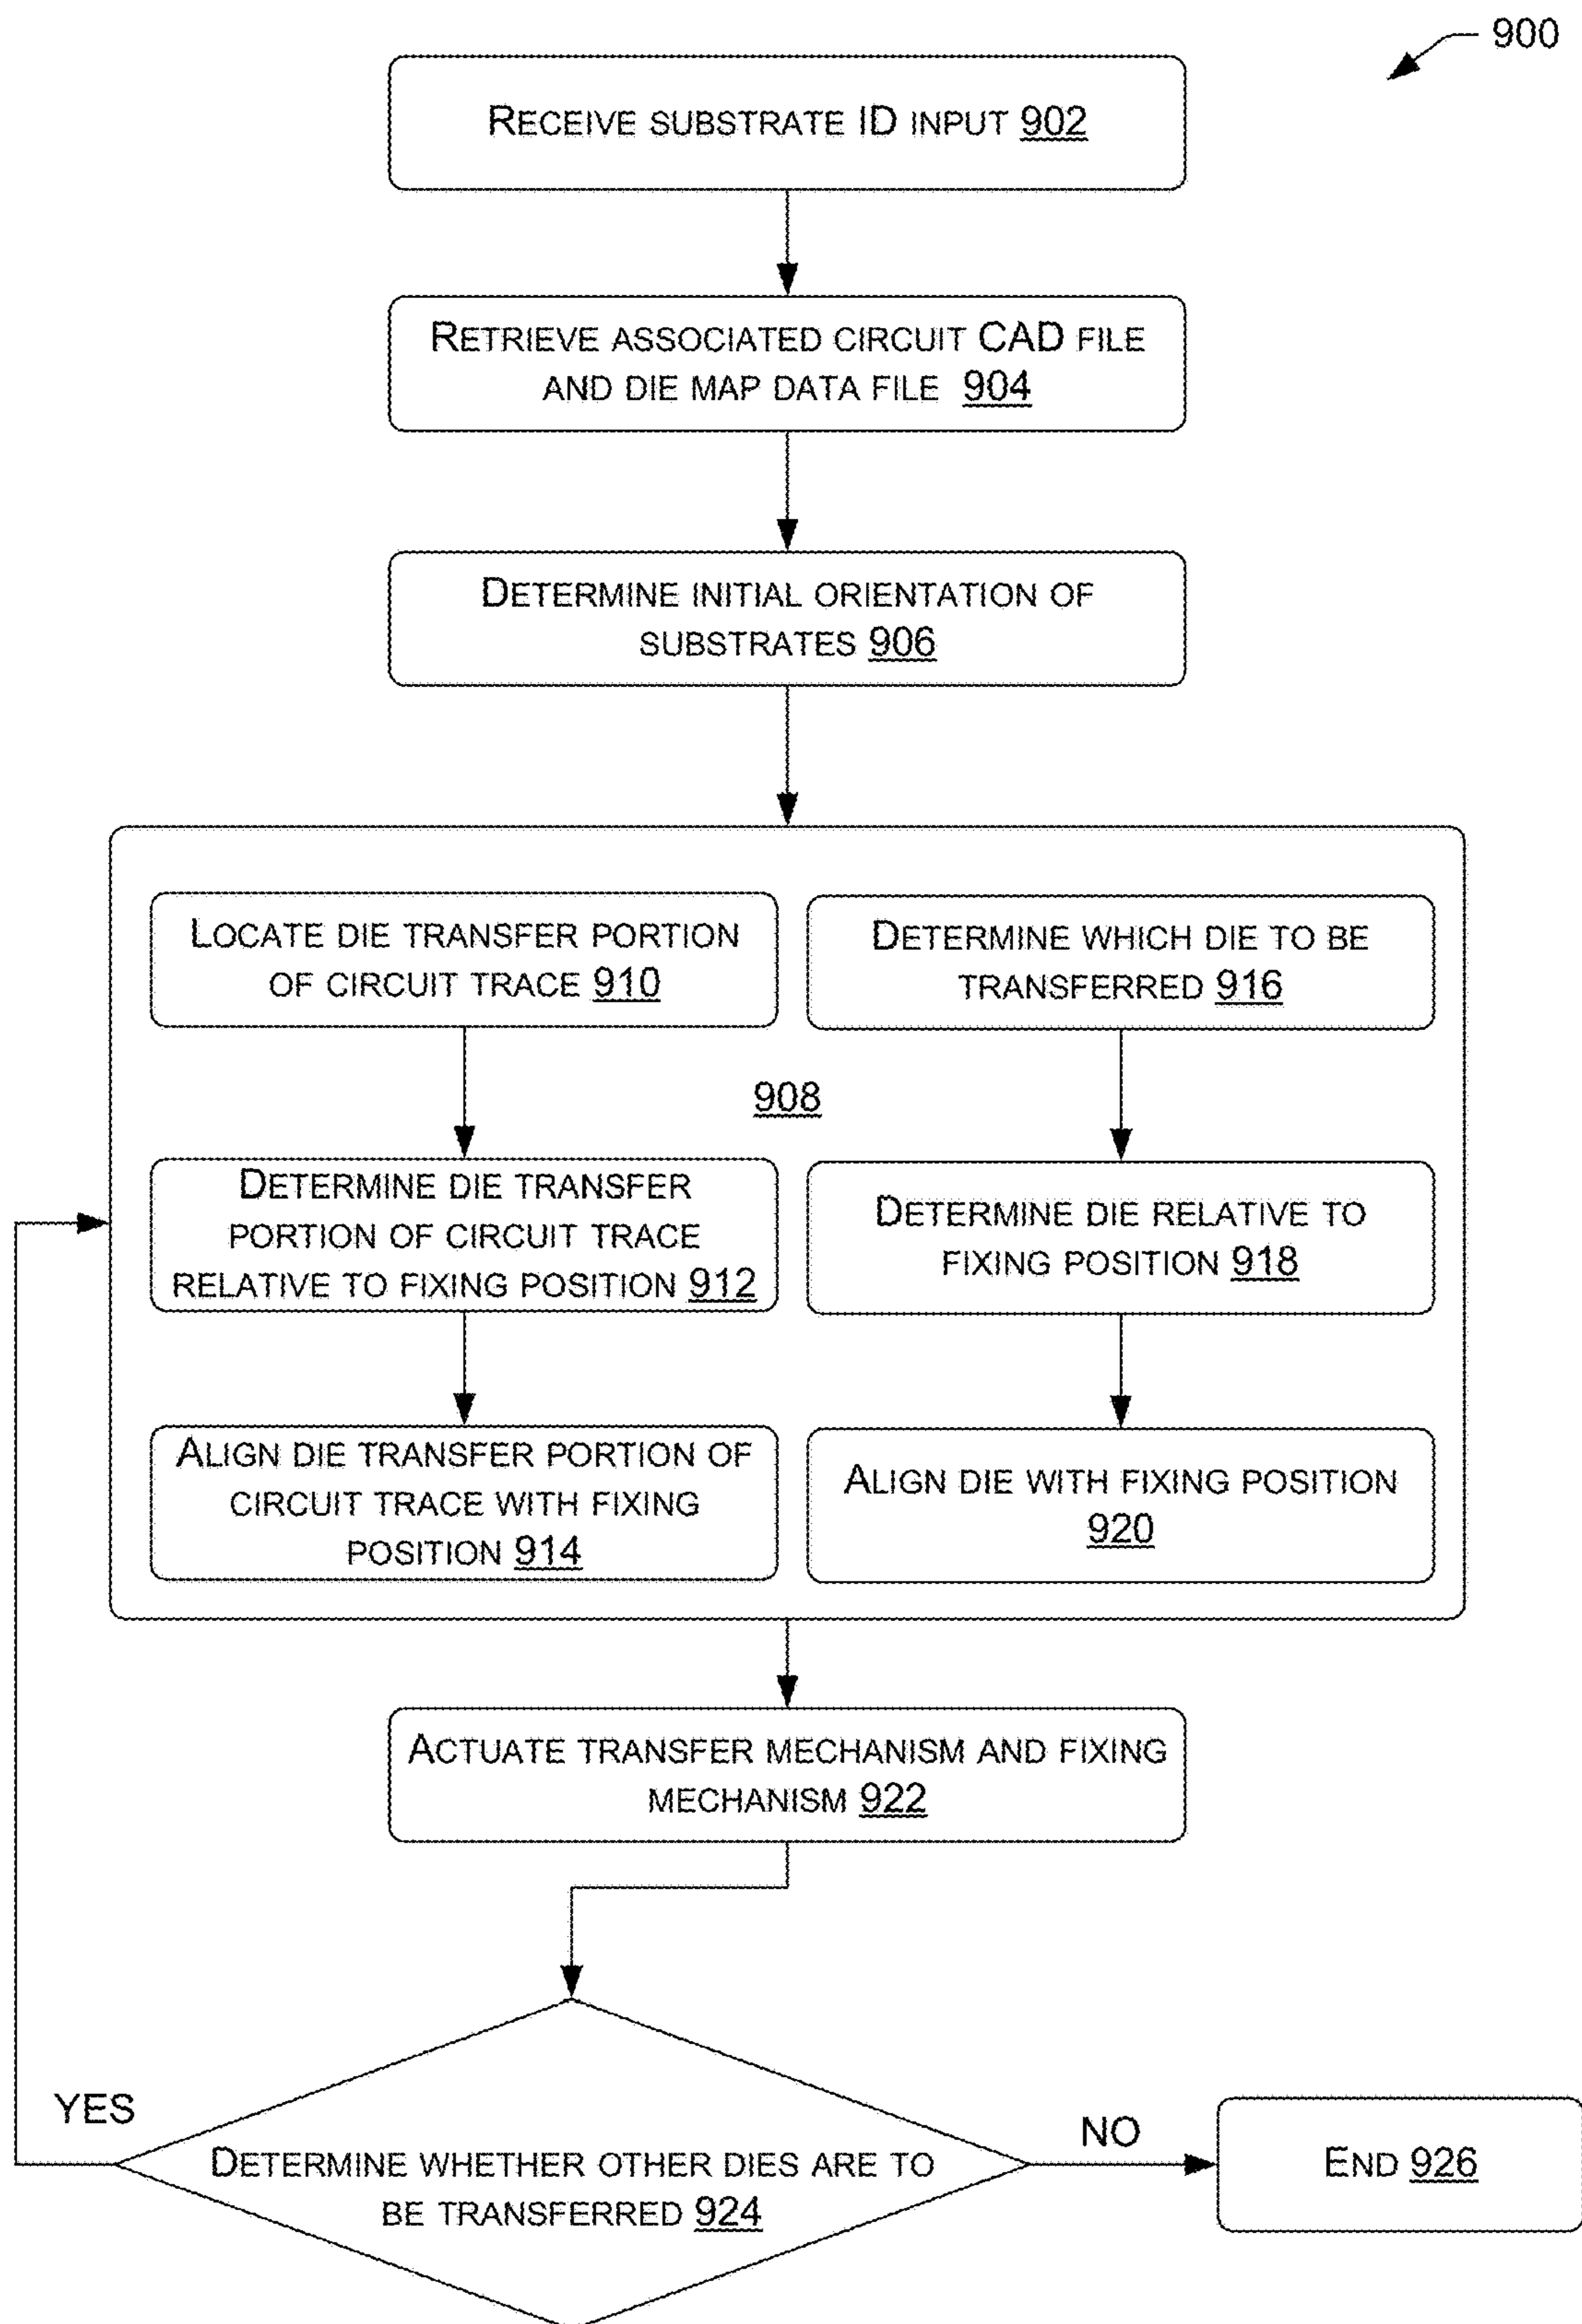 900
RECEIVE SUBSTRATE ID INPUT 902
RETRIEVE ASSOCIATED CIRCUIT CAD FILE
AND DIE MAP DATA FILE 904
DETERMINE INITIAL ORIENTATION OF
SUBSTRATES 906
LOCATE DIE TRANSFER PORTION
OF CIRCUIT TRACE 910
DETERMINE WHICH DIE TO BE
TRANSFERRED 916
908
DETERMINE DIE TRANSFER
PORTION OF CIRCUIT TRACE
RELATIVE TO FIXING POSITION 912
DETERMINE DIE RELATIVE TO
FIXING POSITION 918
ALIGN DIE TRANSFER PORTION OF
CIRCUIT TRACE WITH FIXING
POSITION 914
ALIGN DIE WITH FIXING POSITION
920
ACTUATE TRANSFER MECHANISM AND FIXING
MECHANISM 922
YES
DETERMINE WHETHER OTHER DIES ARE TO
BE TRANSFERRED 924
NO
END 926